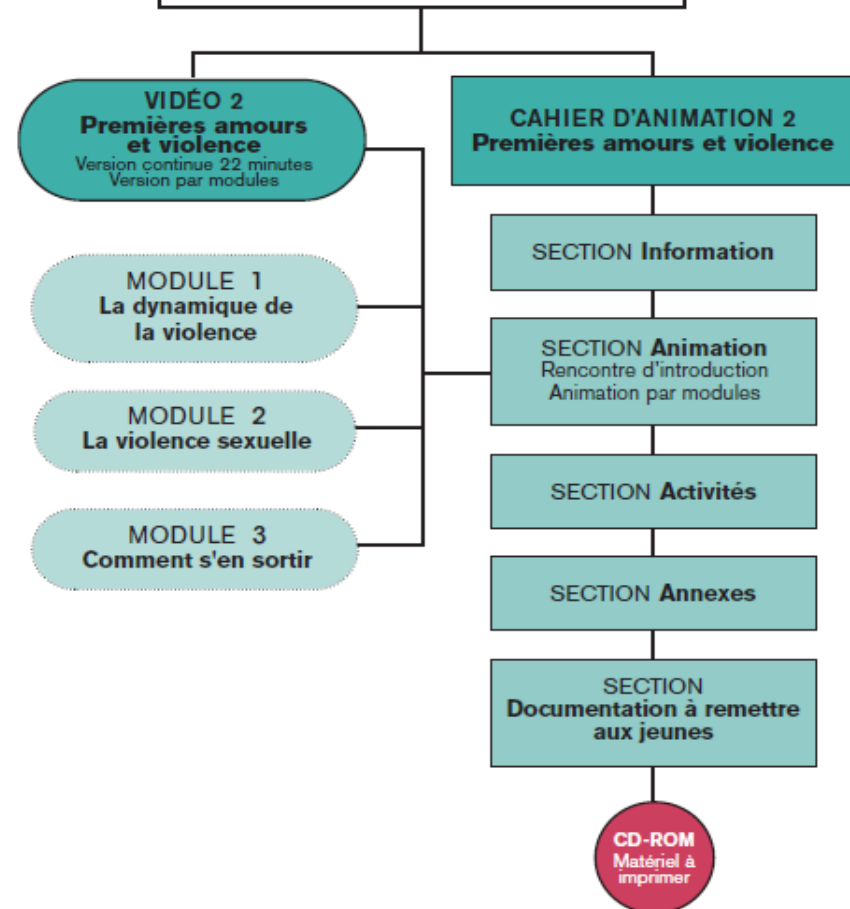 VIDÉO 2
Premières amours
et violence
Version continue 22 minutes
Version par modules
MODULE 1
La dynamique de
la violence
MODULE 2
La violence sexuelle
MODULE 3
Comment s'en sortir
CAHIER D'ANIMATION 2
Premières amours et violence
SECTION Information
SECTION Animation
Rencontre d'introduction
Animation par modules
SECTION Activités
SECTION Annexes
SECTION
Documentation à remettre
aux jeunes
CD-ROM
Matériel à
imprimer